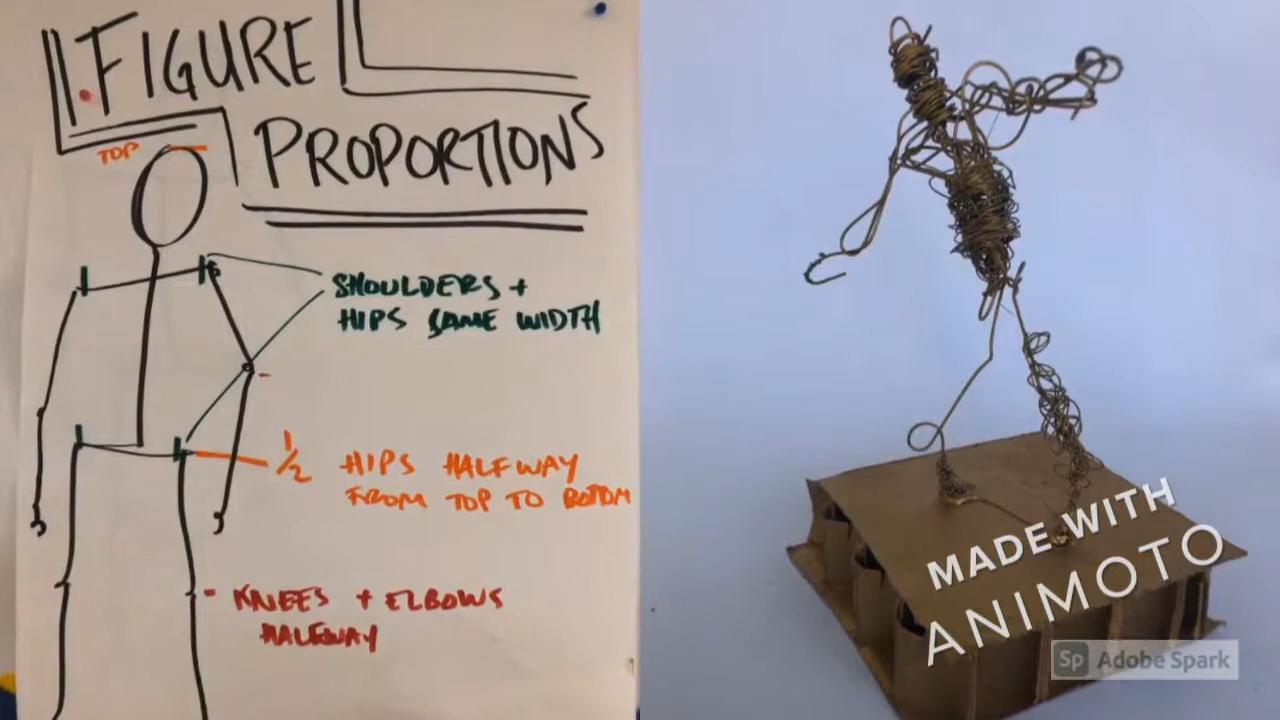 FIGURE
PROPORTIONS
TOP
SHOULDERS +
HIPS SAME WIDTH
1/2 HIPS HALFWAY
FROM TOP TO BOTTOM
- KNEES + ELBOWS
HALFWAY
MADE WITH
ANIMOTO
Sp Adobe Spark